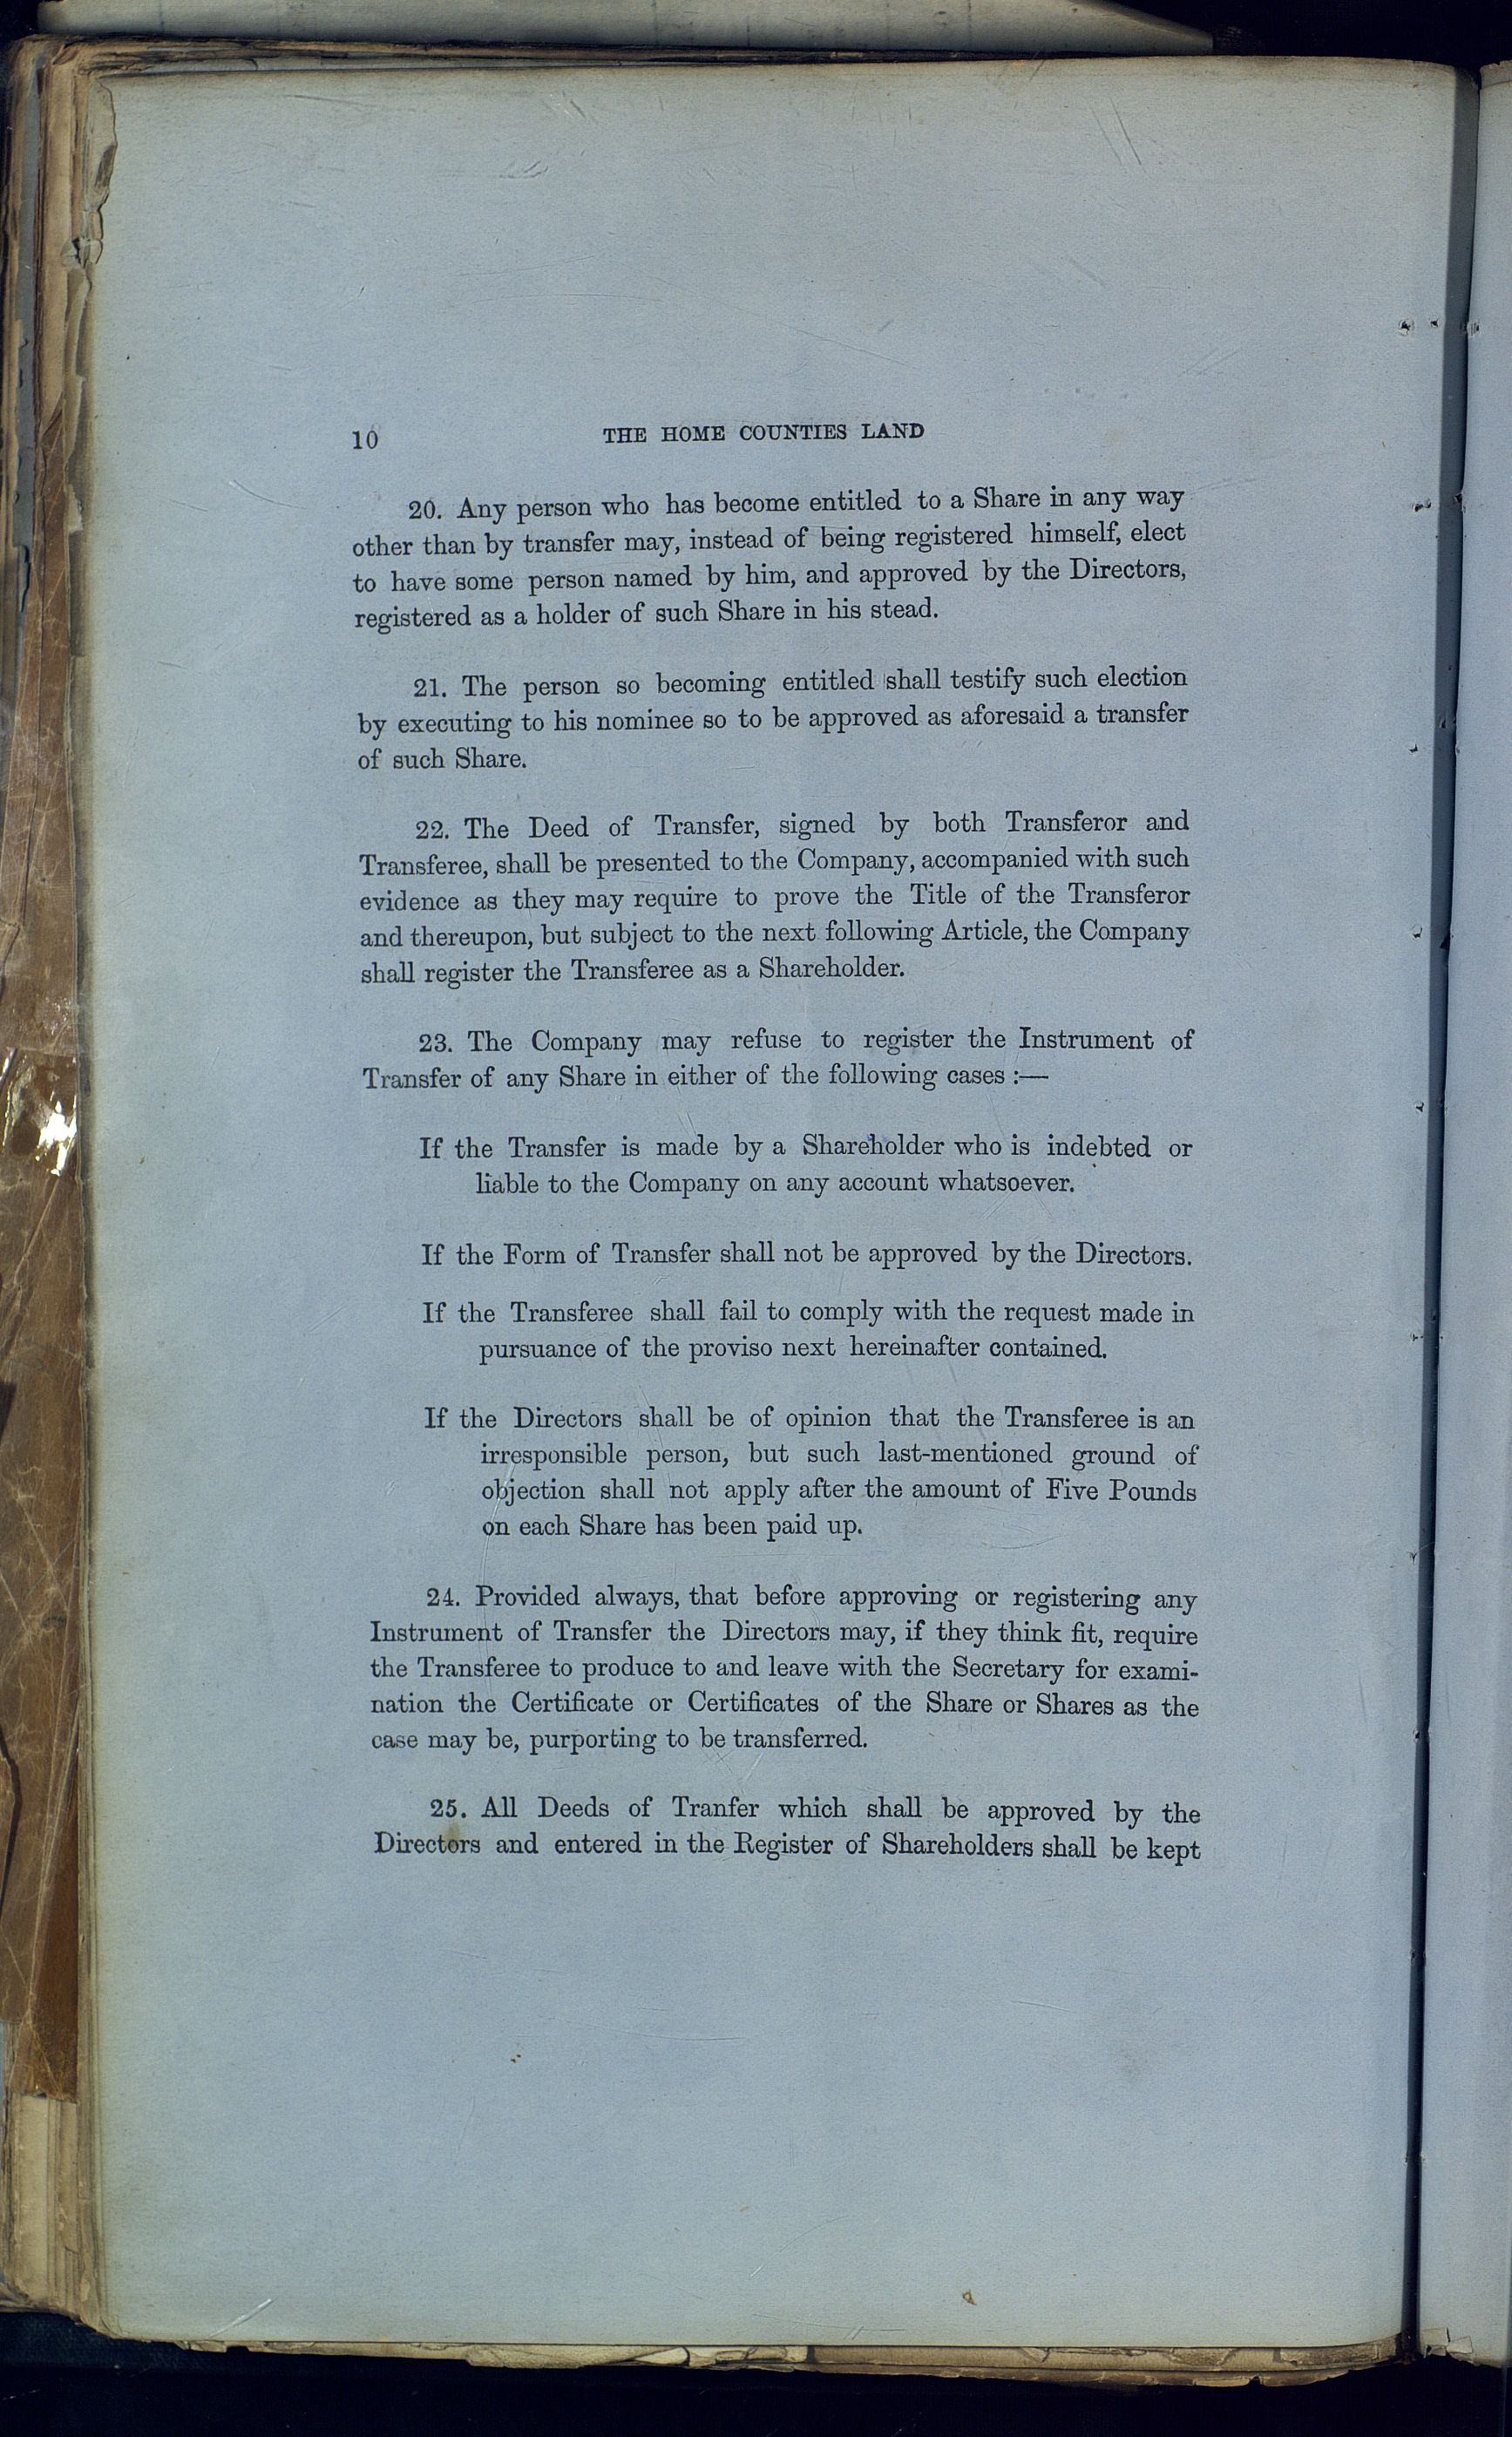 10 THE HOME COUNTIES LAND
20. Any person who has become entitled to a Share in any way
other than by transfer may, instead of being registered himself, elect
to have some person named by him, and approved by the Directors,
registered as a holder of such Share in his stead.
21. The person so becoming entitled shall testify such election
by executing to his nominee so to be approved as aforesaid a transfer
of such Share.
22. The Deed of Transfer, signed by both Transferor and
Transferee, shall be presented to the Company, accompanied with such
evidence as they may require to prove the Title of the Transferor
and thereupon, but subject to the next following Article, the Company
shall register the Transferee as a Shareholder.
23. The Company may refuse to register the Instrument of
Transfer of any Share in either of the following cases :—
If the Transfer is made by a Shareholder who is indebted or
liable to the Company on any account whatsoever.
If the Form of Transfer shall not be approved by the Directors.
If the Transferee shall fail to comply with the request made in
pursuance of the proviso next hereinafter contained.
If the Directors shall be of opinion that the Transferee is an
irresponsible person, but such last-mentioned ground of
objection shall not apply after the amount of Five Pounds
on each Share has been paid up.
24. Provided always, that before approving or registering any
Instrument of Transfer the Directors may, if they think fit, require
the Transferee to produce to and leave with the Secretary for exami-
nation the Certificate or Certificates of the Share or Shares as the
case may be, purporting to be transferred.
25. All Deeds of Tranfer which shall be approved by the
Directors and entered in the Register of Shareholders shall be kept